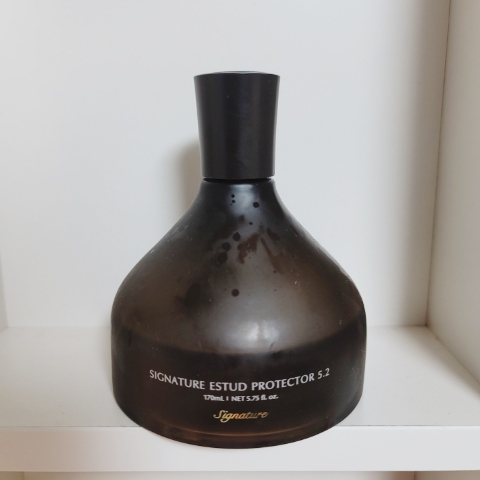 SIGNATURE ESTUD PROTECTOR 5.2
170mL I NET 5.75 fl. oz.
Signature